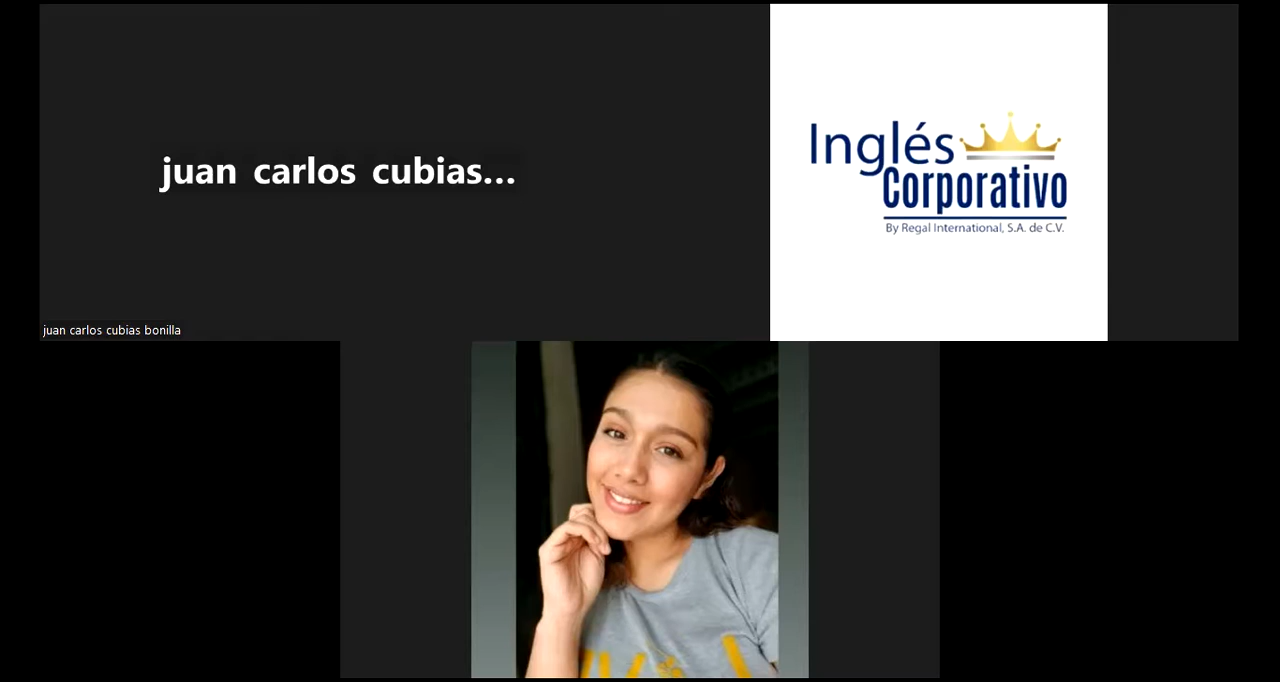 juan carlos cubias...
Inglés
Corporativo
By Regal International, S.A. de C.V.
juan carlos cubias bonilla